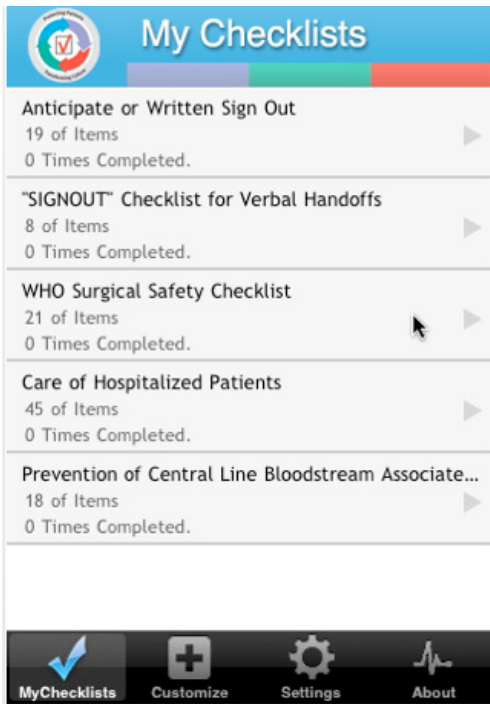 My Checklists
Anticipate or Written Sign Out
19 of Items
0 Times Completed.
"SIGNOUT" Checklist for Verbal Handoffs
8 of Items
0 Times Completed.
WHO Surgical Safety Checklist
21 of Items
0 Times Completed.
Care of Hospitalized Patients
45 of Items
0 Times Completed.
Prevention of Central Line Bloodstream Associate...
18 of Items
0 Times Completed.
MyChecklists Customize Settings About